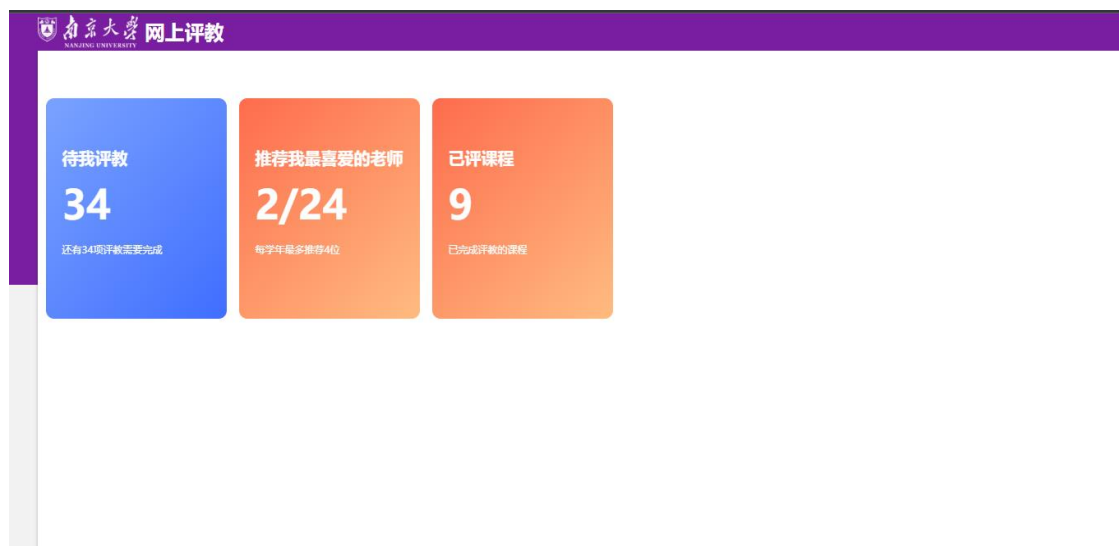 南京大学 网上评教
NANJING UNIVERSITY
待我评教
34
还有34项评教需要完成
推荐我最喜爱的老师
2/24
每学年最多推荐4位
已评课程
9
已完成评教的课程